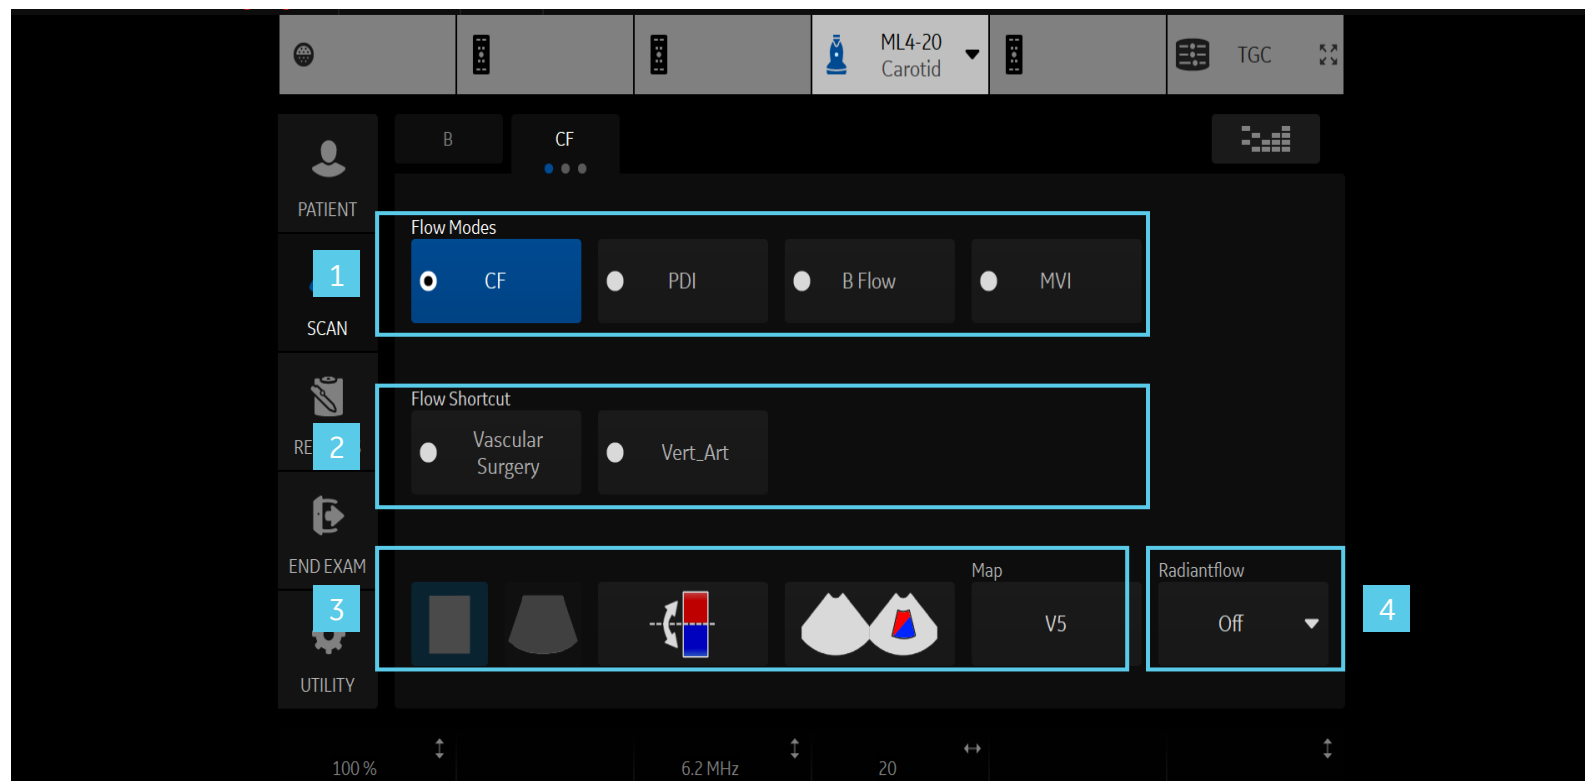 ML4-20
Carotid
TGC
B
CF
PATIENT
Flow Modes
1
CF
PDI
B Flow
MVI
SCAN
Flow Shortcut
2
Vascular
Surgery
Vert_Art
END EXAM
Map
Radiantflow
3
V5
Off
4
UTILITY
100 %
6.2 MHz
20